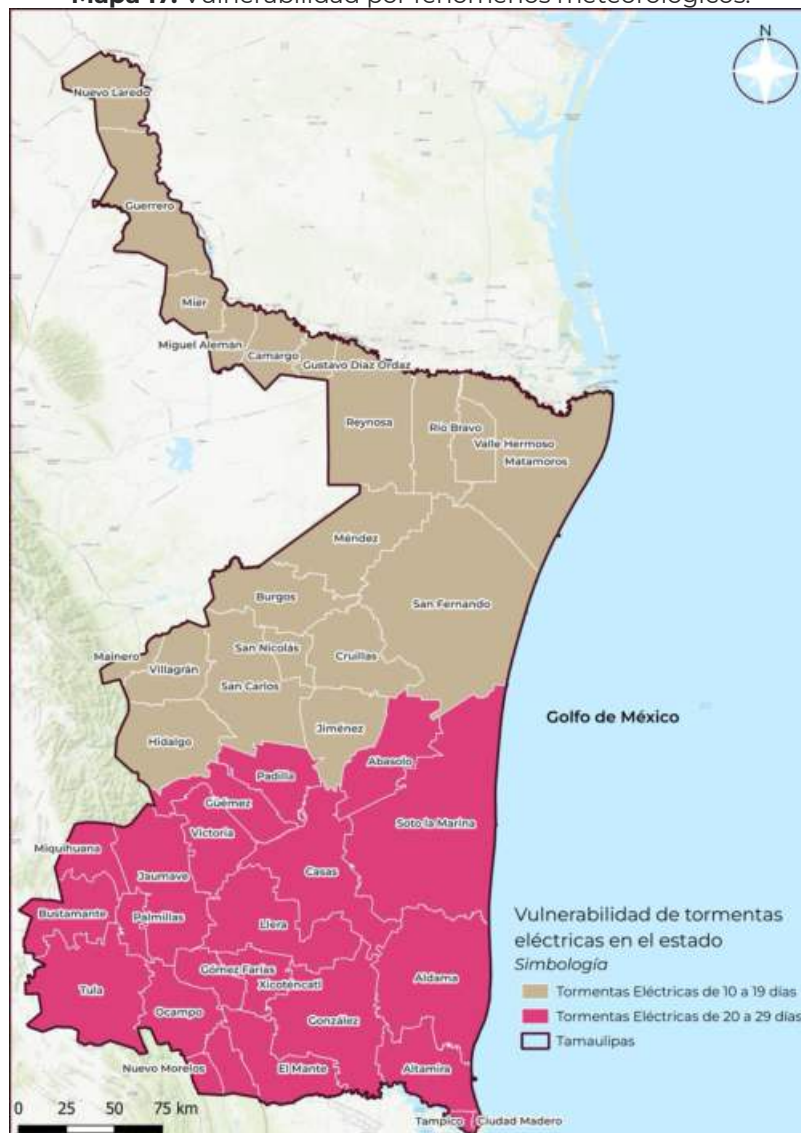 Mapa 17. Vulnerabilidad por fenómenos meteorológicos.
N
Nuevo Laredo
Guerrero
Mier
Miguel Alemán
Camargo
Gustavo Díaz Ordaz
Reynosa
Río Bravo
Valle Hermoso
Matamoros
Méndez
Burgos
San Fernando
Mainero
Villagrán
San Nicolás
Cruillas
San Carlos
Hidalgo
Jiménez
Golfo de México
Abasolo
Padilla
Güémez
Victoria
Soto la Marina
Miquihuana
Jaumave
Casas
Bustamante
Palmillas
Llera
Tula
Gómez Farías
Xicoténcatl
Aldama
Ocampo
González
Nuevo Morelos
El Mante
Altamira
Tampico
Ciudad Madero
Vulnerabilidad de tormentas
eléctricas en el estado
Simbología
Tormentas Eléctricas de 10 a 19 días
Tormentas Eléctricas de 20 a 29 días
Tamaulipas
0 25 50 75 km